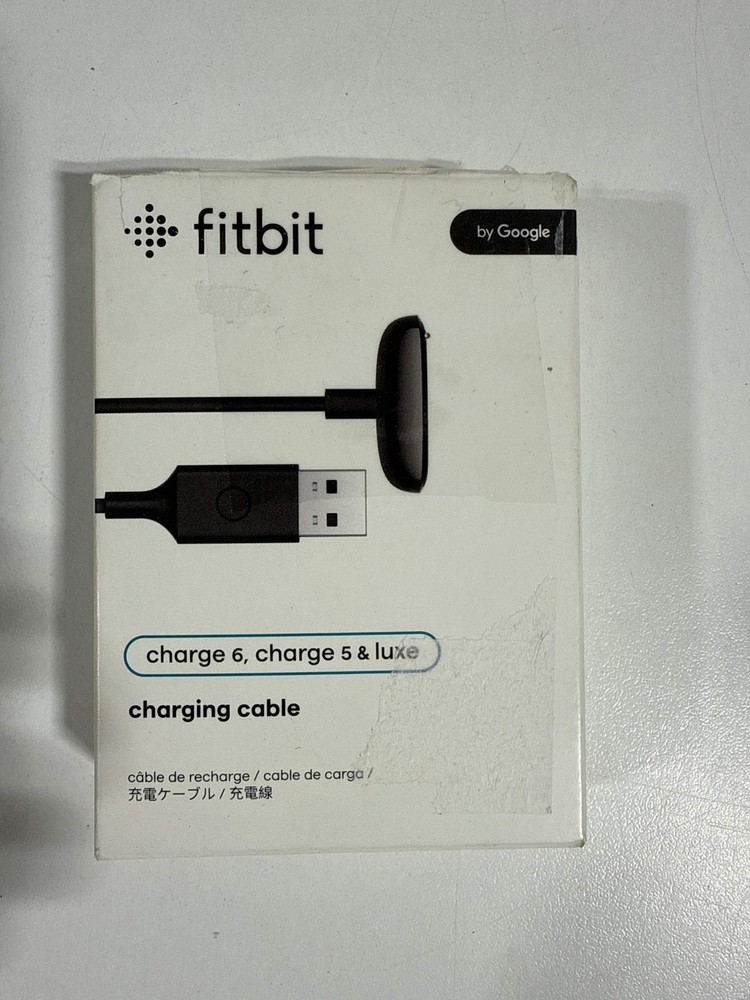 fitbit
by Google
charge 6, charge 5 & luxe
charging cable
câble de recharge / cable de carga /
充電ケーブル / 充電線